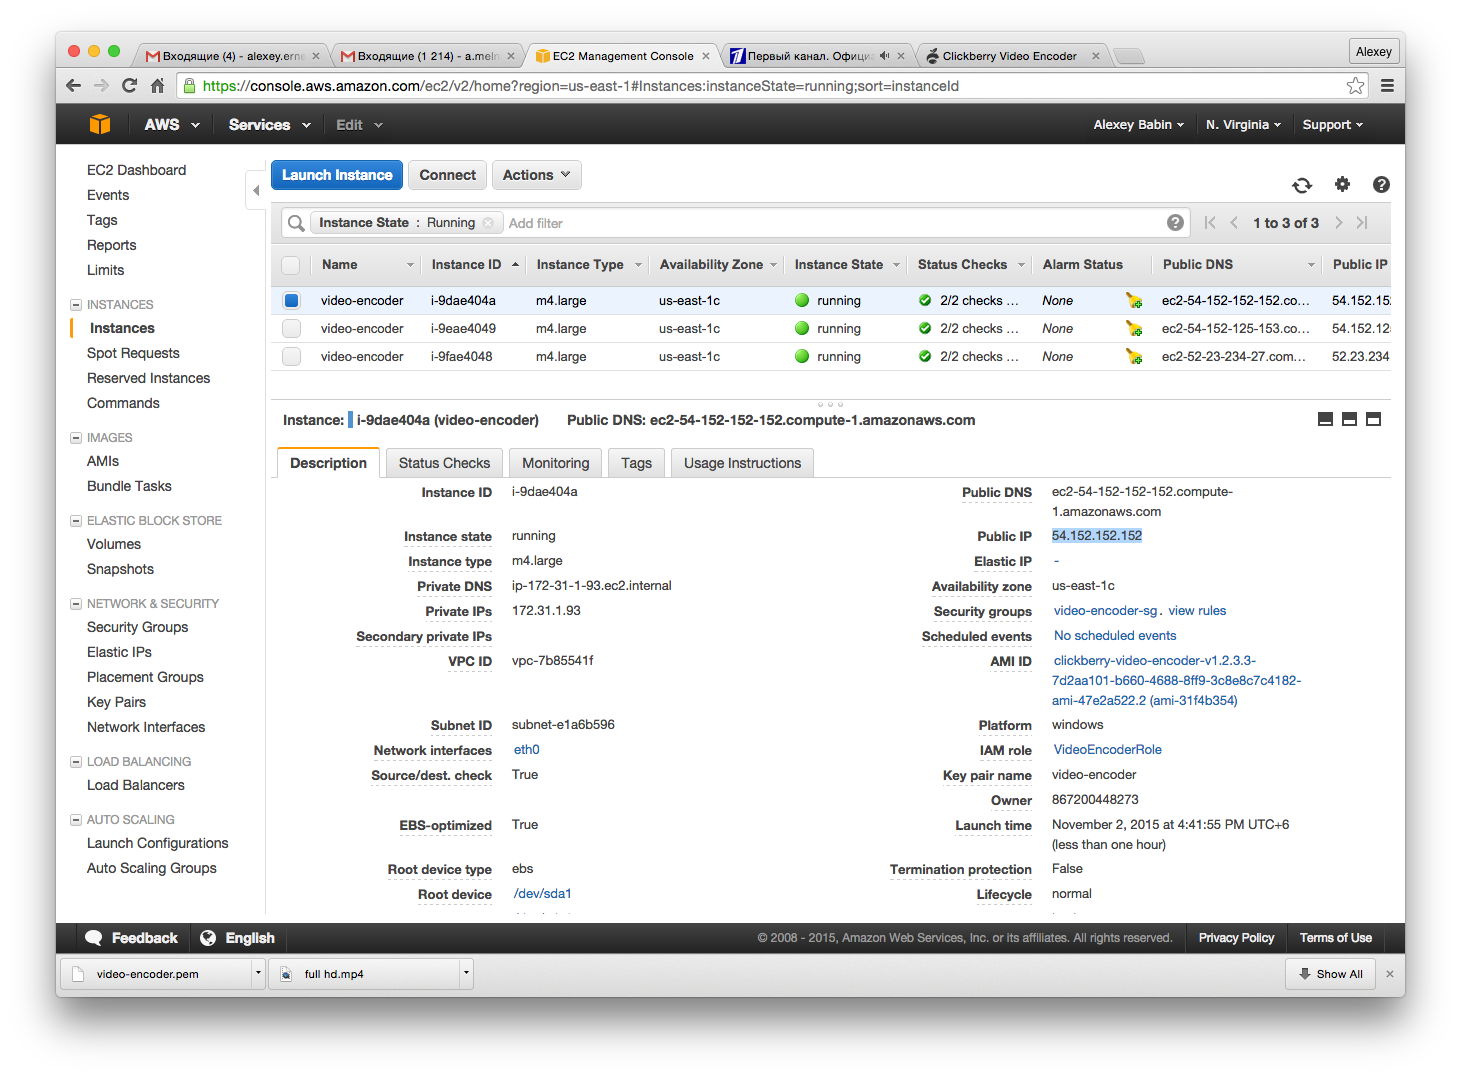 Входящие (4) - alexey.erne
Входящие (1 214) - a.meln
EC2 Management Console
Первый канал. Официа
Clickberry Video Encoder
Alexey
https://console.aws.amazon.com/ec2/v2/home?region=us-east-1#Instances:instanceState=running;sort=instanceId
AWS
Services
Edit
Alexey Babin
N. Virginia
Support
EC2 Dashboard
Events
Tags
Reports
Limits
INSTANCES
Instances
Spot Requests
Reserved Instances
Commands
IMAGES
AMIs
Bundle Tasks
ELASTIC BLOCK STORE
Volumes
Snapshots
NETWORK & SECURITY
Security Groups
Elastic IPs
Placement Groups
Key Pairs
Network Interfaces
LOAD BALANCING
Load Balancers
AUTO SCALING
Launch Configurations
Auto Scaling Groups
Launch Instance
Connect
Actions
Instance State : Running
Add filter
1 to 3 of 3
Name Instance ID Instance Type Availability Zone Instance State Status Checks Alarm Status Public DNS Public IP
video-encoder i-9dae404a m4.large us-east-1c running 2/2 checks ... None ec2-54-152-152-152.co... 54.152.15
video-encoder i-9eae4049 m4.large us-east-1c running 2/2 checks ... None ec2-54-152-125-153.co... 54.152.12
video-encoder i-9fae4048 m4.large us-east-1c running 2/2 checks ... None ec2-52-23-234-27.com... 52.23.234
Instance: i-9dae404a (video-encoder) Public DNS: ec2-54-152-152-152.compute-1.amazonaws.com
Description
Status Checks
Monitoring
Tags
Usage Instructions
Instance ID i-9dae404a
Instance state running
Instance type m4.large
Private DNS ip-172-31-1-93.ec2.internal
Private IPs 172.31.1.93
Secondary private IPs
VPC ID vpc-7b85541f
Subnet ID subnet-e1a6b596
Network interfaces eth0
Source/dest. check True
EBS-optimized True
Root device type ebs
Root device /dev/sda1
Public DNS ec2-54-152-152-152.compute-
1.amazonaws.com
Public IP 54.152.152.152
Elastic IP -
Availability zone us-east-1c
Security groups video-encoder-sg. view rules
Scheduled events No scheduled events
AMI ID clickberry-video-encoder-v1.2.3.3-
7d2aa101-b660-4688-8ff9-3c8e8c7c4182-
ami-47e2a522.2 (ami-31f4b354)
Platform windows
IAM role VideoEncoderRole
Key pair name video-encoder
Owner 867200448273
Launch time November 2, 2015 at 4:41:55 PM UTC+6
(less than one hour)
Termination protection False
Lifecycle normal
Feedback
English
© 2008 - 2015, Amazon Web Services, Inc. or its affiliates. All rights reserved.
Privacy Policy
Terms of Use
video-encoder.pem
full hd.mp4
Show All